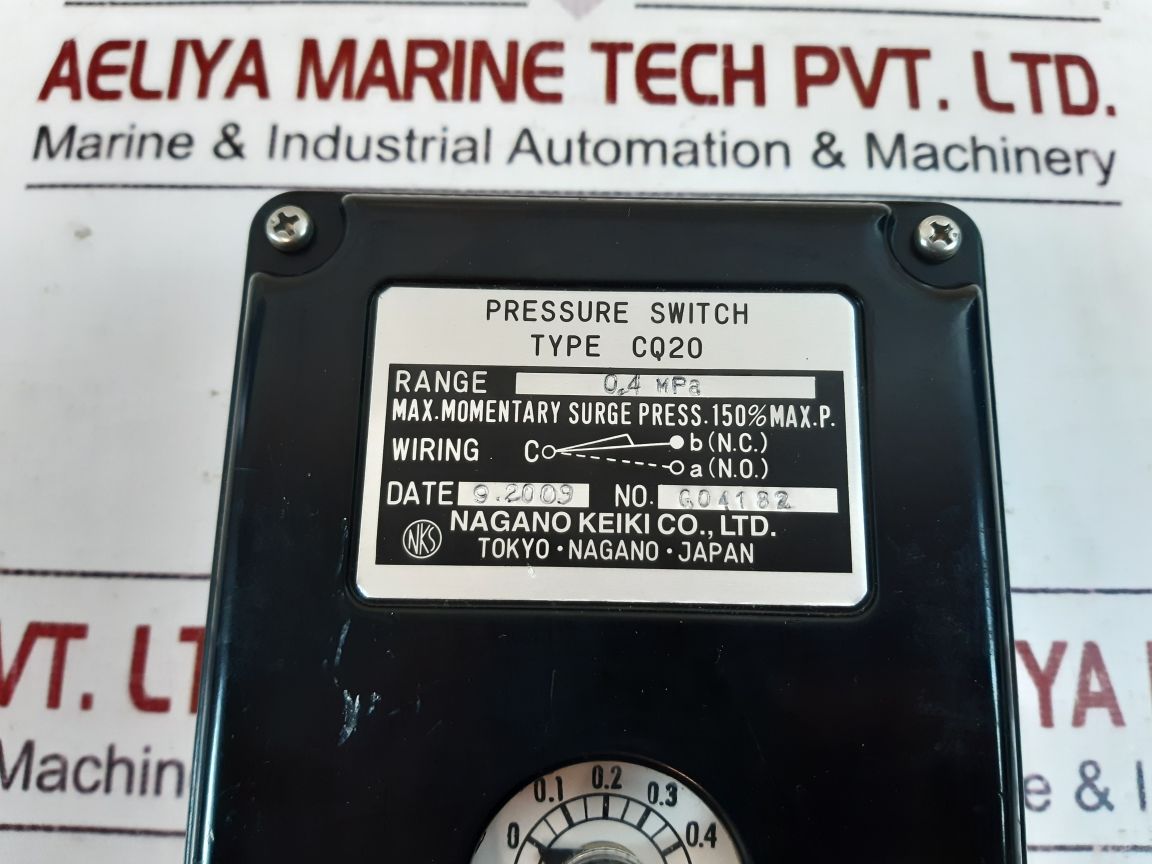 AELIYA MARINE TECH PVT. LTD.
Marine & Industrial Automation & Machinery
PRESSURE SWITCH
TYPE CQ20
RANGE 0.4 MPa
MAX.MOMENTARY SURGE PRESS.150% MAX.P.
WIRING C b (N.C.)
a (N.O.)
DATE 9.2009 NO. G04182
NKS NAGANO KEIKI CO., LTD.
TOKYO · NAGANO · JAPAN
VT. LT
YA
Machin
e & I
0 0.1 0.2 0.3 0.4